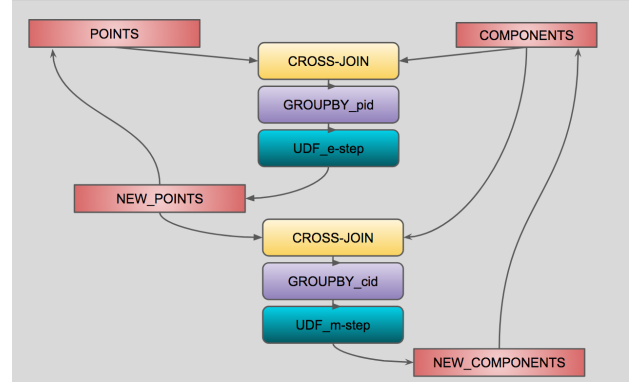 POINTS
COMPONENTS
CROSS-JOIN
GROUPBY_pid
UDF_e-step
NEW_POINTS
CROSS-JOIN
GROUPBY_cid
UDF_m-step
NEW_COMPONENTS